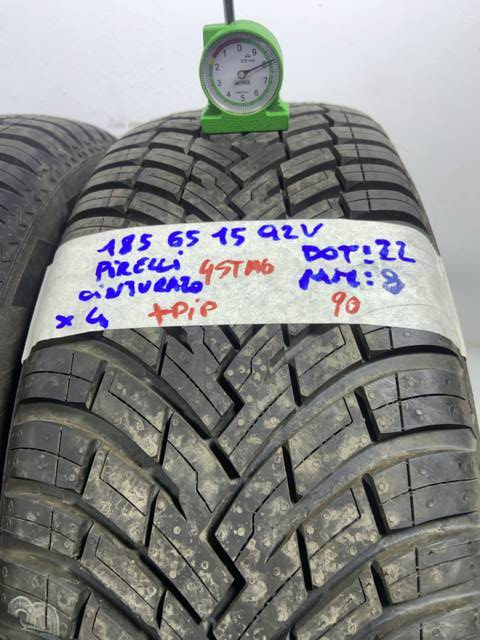 185 65 15 92V
PIRELLI 4STAG
CINTURATO
x 4 +PiP
DOT: 22
MM: 8
90